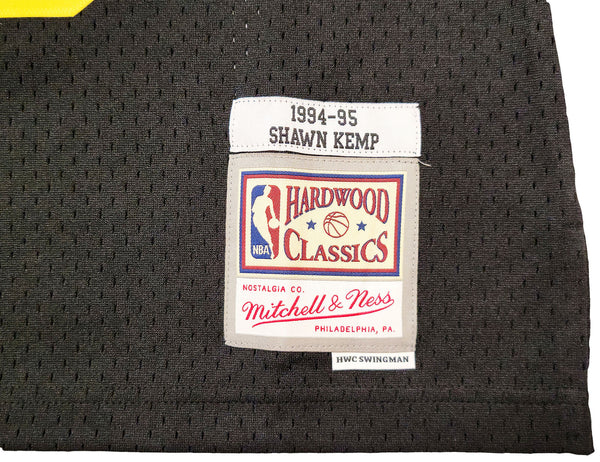 1994-95
SHAWN KEMP
HARDWOOD
CLASSICS
NBA
NOSTALGIA CO.
Mitchell & Ness
PHILADELPHIA, PA.
HWC SWINGMAN